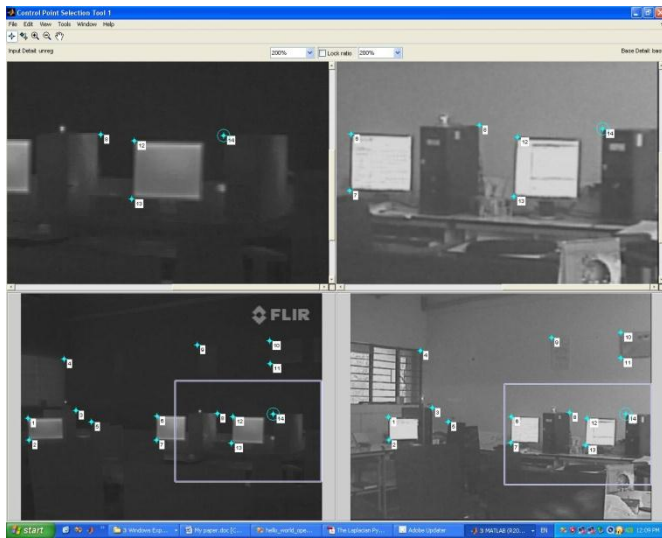 Control Point Selection Tool 1
File Edit View Tools Window Help
Input Detail: unreg
200%
Lock ratio
200%
Base Detail: base
8
12
14
13
6
8
12
14
7
13
FLIR
4
9
10
11
1
3
5
2
6
8
12
14
7
13
4
9
10
11
1
3
5
2
6
8
12
14
7
13
start
3 Windows Exp...
My paper.doc [C...
hello_world_ope...
The Laplacian Py...
Adobe Updater
3 MATLAB (R20...
EN
12:09 PM